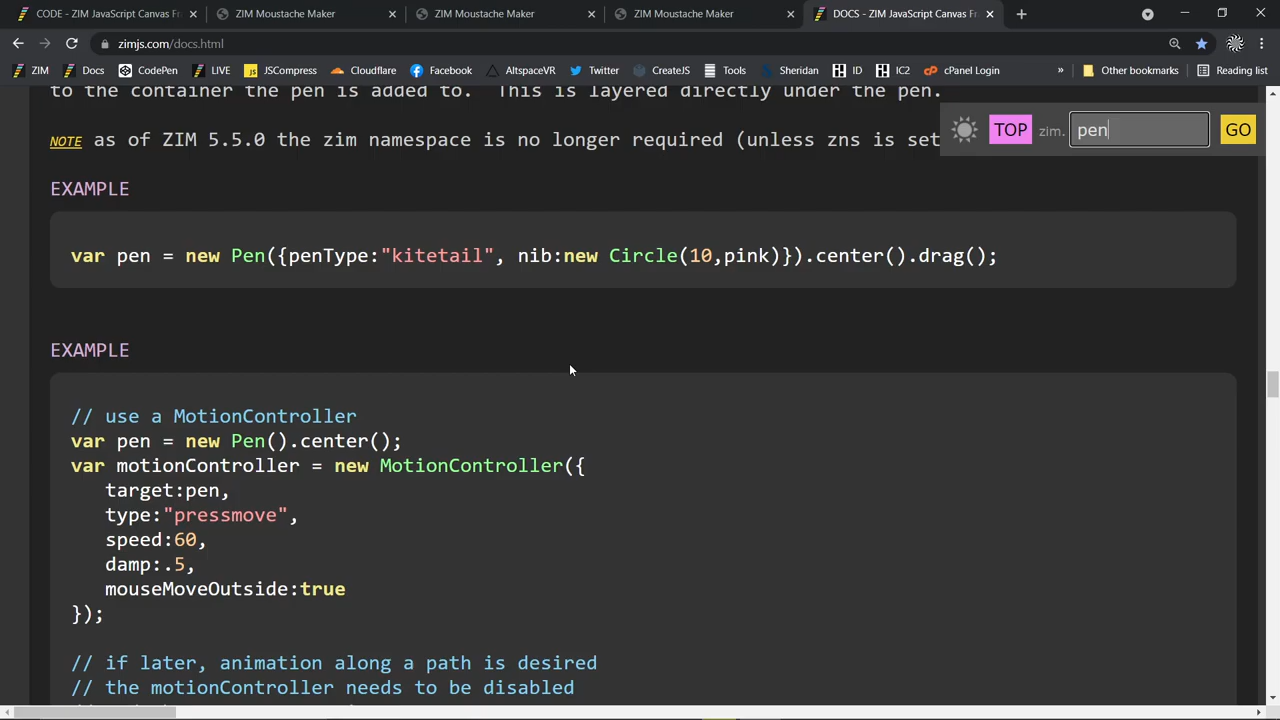 CODE - ZIM JavaScript Canvas Fr
ZIM Moustache Maker
ZIM Moustache Maker
ZIM Moustache Maker
DOCS - ZIM JavaScript Canvas Fr
zimjs.com/docs.html
ZIM
Docs
CodePen
LIVE
JSCompress
Cloudflare
Facebook
AltspaceVR
Twitter
CreateJS
Tools
Sheridan
ID
IC2
cPanel Login
»
Other bookmarks
Reading list
to the container the pen is added to. This is layered directly under the pen.
TOP
zim.
pen
GO
NOTE as of ZIM 5.5.0 the zim namespace is no longer required (unless zns is set
EXAMPLE
var pen = new Pen({penType:"kitetail", nib:new Circle(10,pink)}).center().drag();
EXAMPLE
// use a MotionController
var pen = new Pen().center();
var motionController = new MotionController({
target:pen,
type:"pressmove",
speed:60,
damp:.5,
mouseMoveOutside:true
});
// if later, animation along a path is desired
// the motionController needs to be disabled